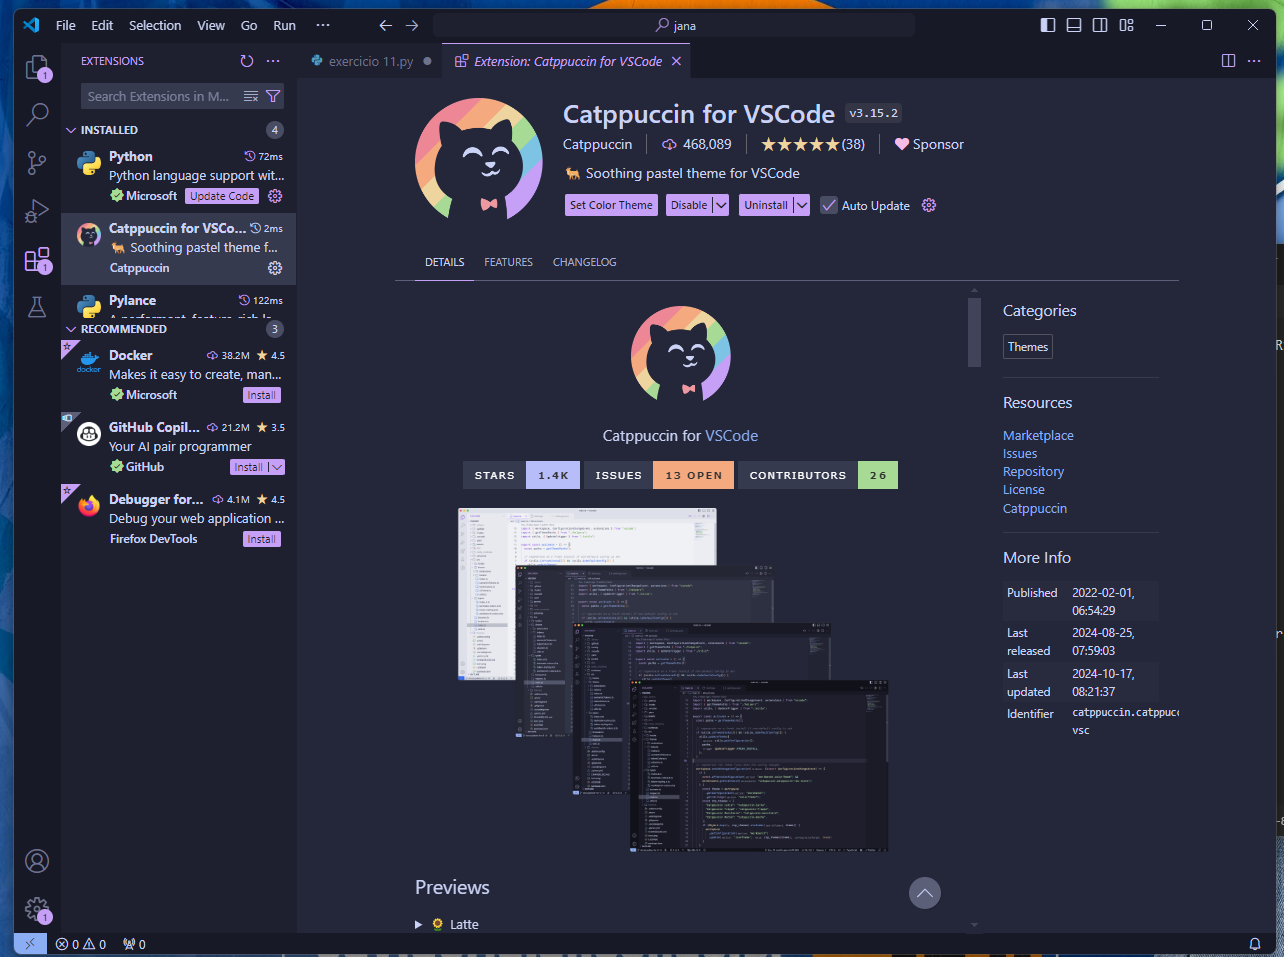 File Edit Selection View Go Run ···
jana
EXTENSIONS
exercicio 11.py
Extension: Catppuccin for VSCode
Search Extensions in M...
INSTALLED 4
Python 72ms
Python language support wit...
Microsoft Update Code
Catppuccin for VSCo... 2ms
🐈 Soothing pastel theme f...
Catppuccin
Pylance 122ms
A performant, feature-rich la...
RECOMMENDED 3
Docker 38.2M 4.5
Makes it easy to create, man...
Microsoft Install
GitHub Copil... 21.2M 3.5
Your AI pair programmer
GitHub Install
Debugger for... 4.1M 4.5
Debug your web application ...
Firefox DevTools Install
Catppuccin for VSCode v3.15.2
Catppuccin 468,089 (38) Sponsor
🐈 Soothing pastel theme for VSCode
Set Color Theme Disable Uninstall Auto Update
DETAILS FEATURES CHANGELOG
docker
Catppuccin for VSCode
STARS 1.4K ISSUES 13 OPEN CONTRIBUTORS 26
Previews
🌻 Latte
Categories
Themes
Resources
Marketplace
Issues
Repository
License
Catppuccin
More Info
Published 2022-02-01,
06:54:29
Last 2024-08-25,
released 07:59:03
Last 2024-10-17,
updated 08:21:37
Identifier catppuccin.catppucc
vsc
1
1
1
0 0 0